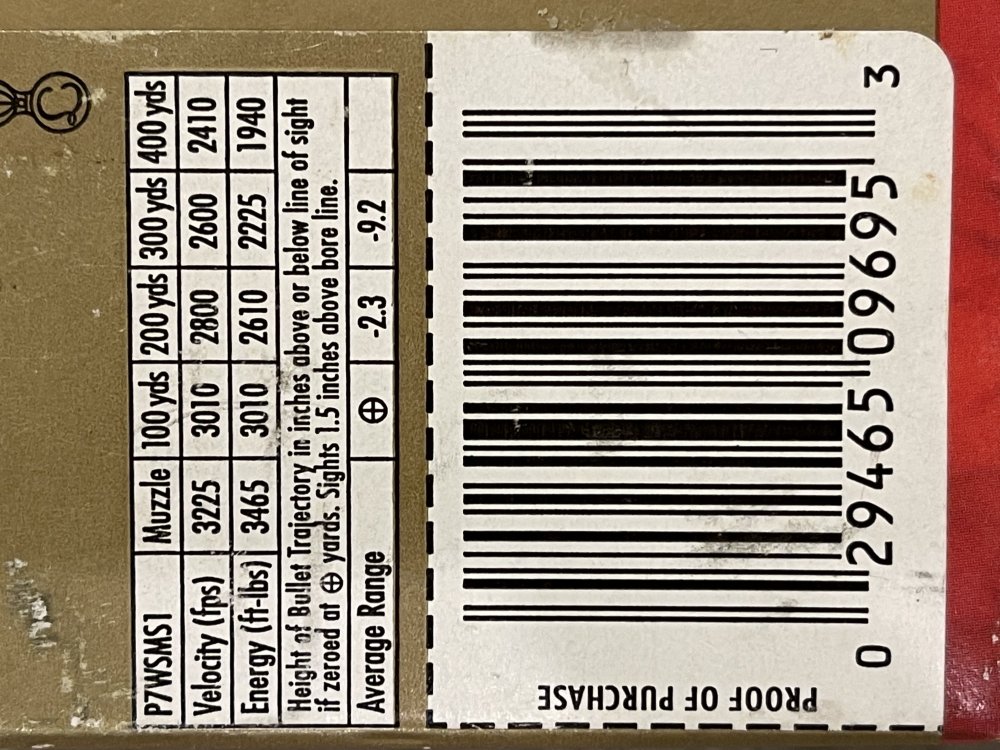 P7WSMS1 Muzzle 100 yds 200 yds 300 yds 400 yds
Velocity (fps) 3225 3010 2800 2600 2410
Energy (ft-lbs) 3465 3010 2610 2225 1940
Height of Bullet Trajectory in inches above or below line of sight
if zeroed at ⊕ yards. Sights 1.5 inches above bore line.
Average Range ⊕ -2.3 -9.2
0 29465 09695 3
PROOF OF PURCHASE